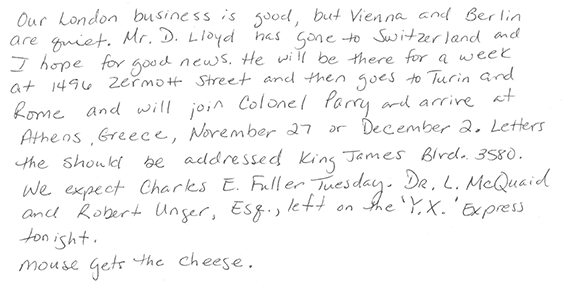 Our London business is good, but Vienna and Berlin
are quiet. Mr. D. Lloyd has gone to Switzerland and
I hope for good news. He will be there for a week
at 1496 Zermott Street and then goes to Turin and
Rome and will join Colonel Parry and arrive at
Athens, Greece, November 27 or December 2. Letters
the should be addressed King James Blvd. 3580.
We expect Charles E. Fuller Tuesday. Dr. L. McQuaid
and Robert Unger, Esq., left on the 'Y.X.' Express
tonight.
mouse gets the cheese.